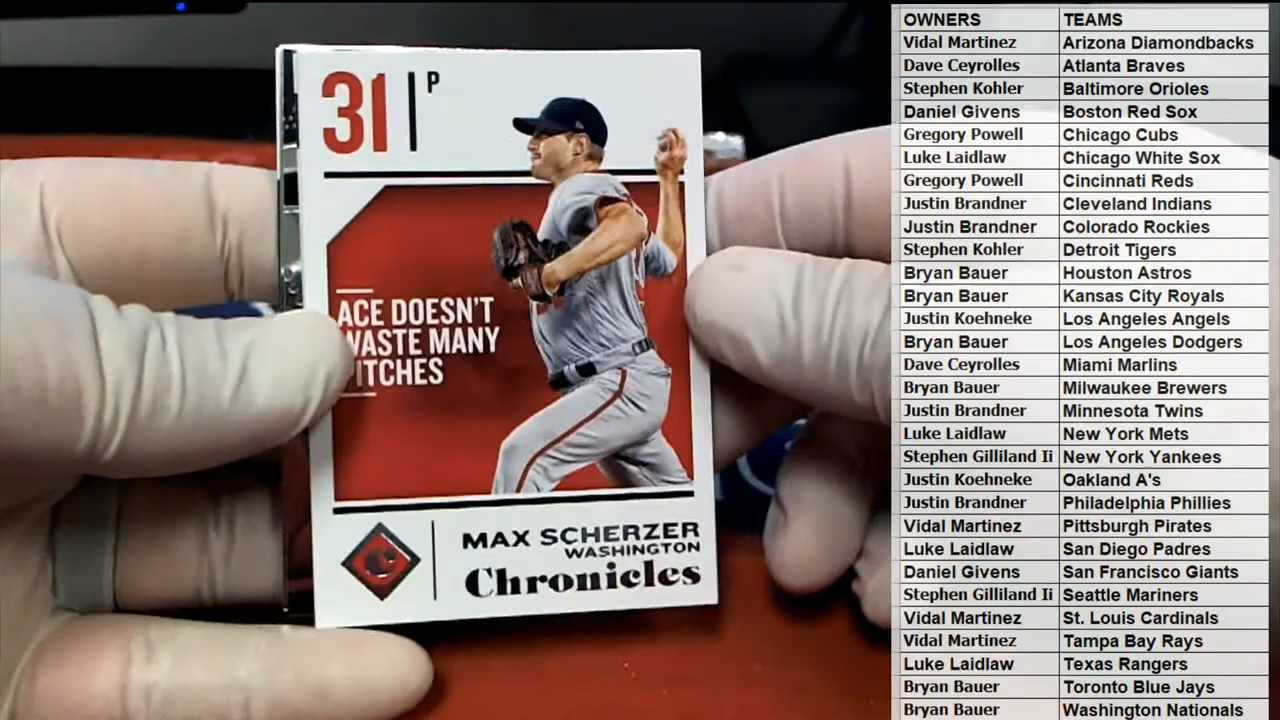 31 P
ACE DOESN'T
WASTE MANY
PITCHES
MAX SCHERZER
WASHINGTON
Chronicles
OWNERS TEAMS
Vidal Martinez Arizona Diamondbacks
Dave Ceyrolles Atlanta Braves
Stephen Kohler Baltimore Orioles
Daniel Givens Boston Red Sox
Gregory Powell Chicago Cubs
Luke Laidlaw Chicago White Sox
Gregory Powell Cincinnati Reds
Justin Brandner Cleveland Indians
Justin Brandner Colorado Rockies
Stephen Kohler Detroit Tigers
Bryan Bauer Houston Astros
Bryan Bauer Kansas City Royals
Justin Koehneke Los Angeles Angels
Bryan Bauer Los Angeles Dodgers
Dave Ceyrolles Miami Marlins
Bryan Bauer Milwaukee Brewers
Justin Brandner Minnesota Twins
Luke Laidlaw New York Mets
Stephen Gilliland Ii New York Yankees
Justin Koehneke Oakland A's
Justin Brandner Philadelphia Phillies
Vidal Martinez Pittsburgh Pirates
Luke Laidlaw San Diego Padres
Daniel Givens San Francisco Giants
Stephen Gilliland Ii Seattle Mariners
Vidal Martinez St. Louis Cardinals
Vidal Martinez Tampa Bay Rays
Luke Laidlaw Texas Rangers
Bryan Bauer Toronto Blue Jays
Bryan Bauer Washington Nationals